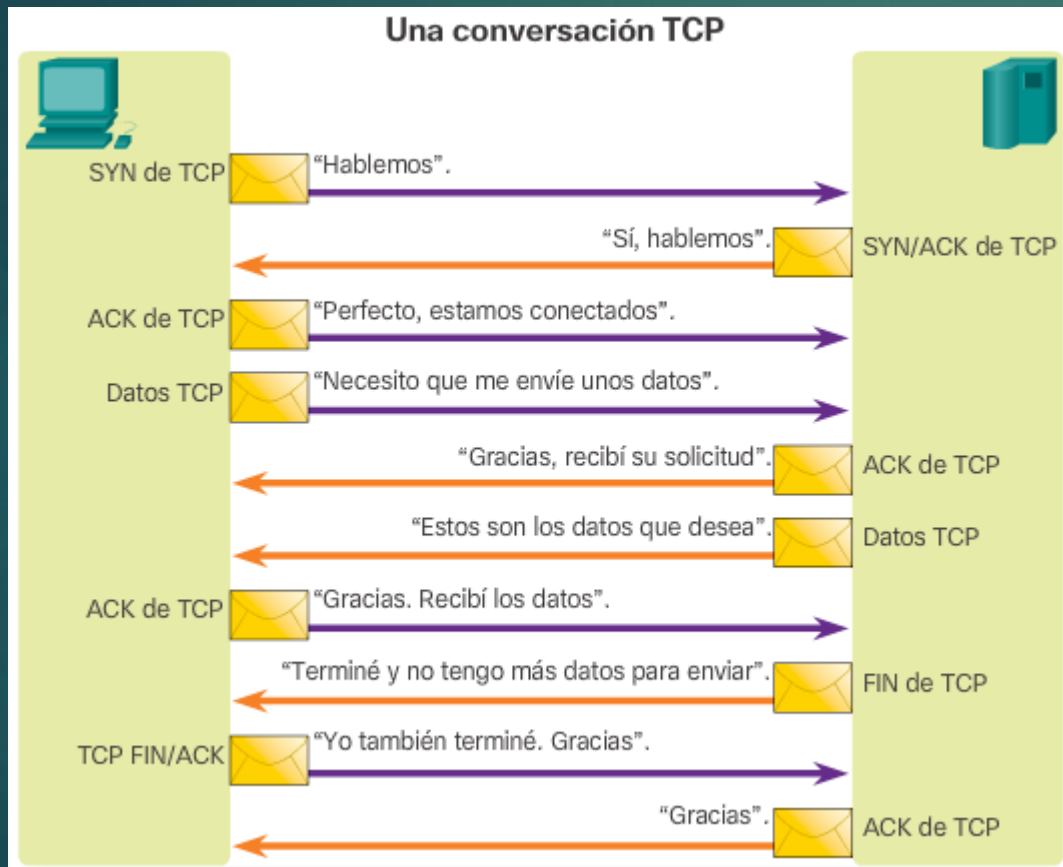 Una conversación TCP
SYN de TCP “Hablemos”.
“Sí, hablemos”. SYN/ACK de TCP
ACK de TCP “Perfecto, estamos conectados”.
Datos TCP “Necesito que me envíe unos datos”.
“Gracias, recibí su solicitud”. ACK de TCP
“Estos son los datos que desea”. Datos TCP
ACK de TCP “Gracias. Recibí los datos”.
“Terminé y no tengo más datos para enviar”. FIN de TCP
TCP FIN/ACK “Yo también terminé. Gracias”.
“Gracias”. ACK de TCP